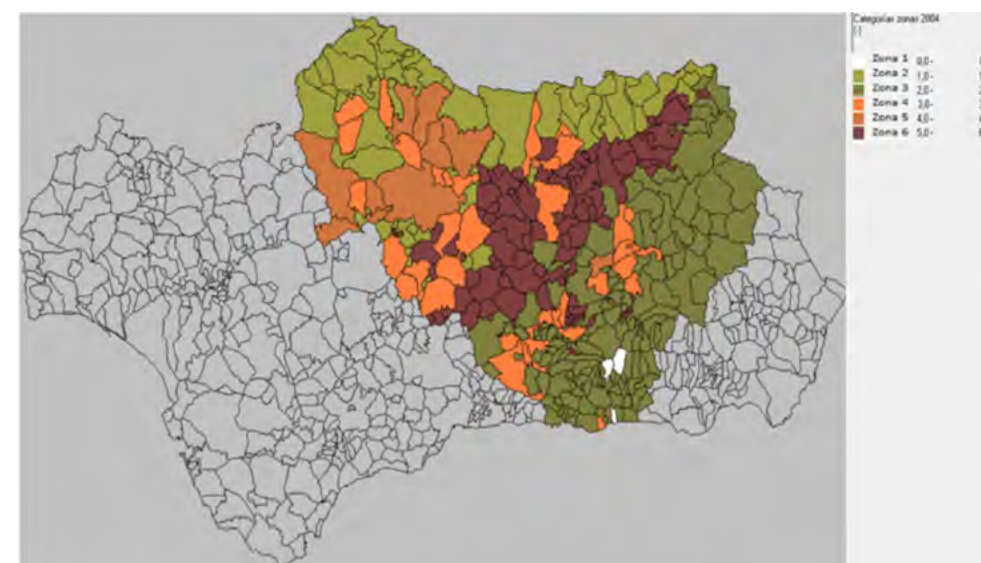 Categorías zonas 2004
[-]
Zona 1 0,0 -
Zona 2 1,0 -
Zona 3 2,0 -
Zona 4 3,0 -
Zona 5 4,0 -
Zona 6 5,0 -